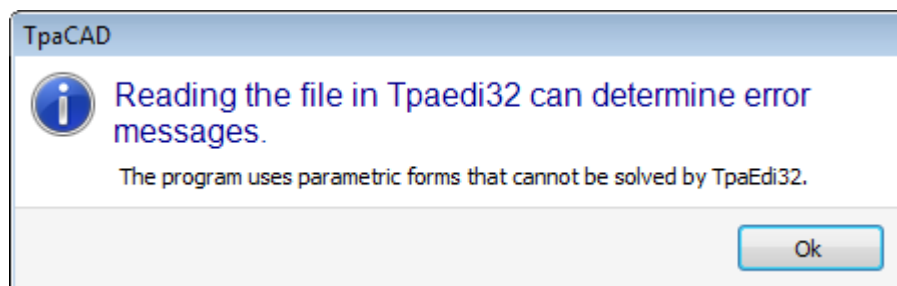 TpaCAD
Reading the file in Tpaedi32 can determine error
messages.
The program uses parametric forms that cannot be solved by TpaEdi32.
Ok